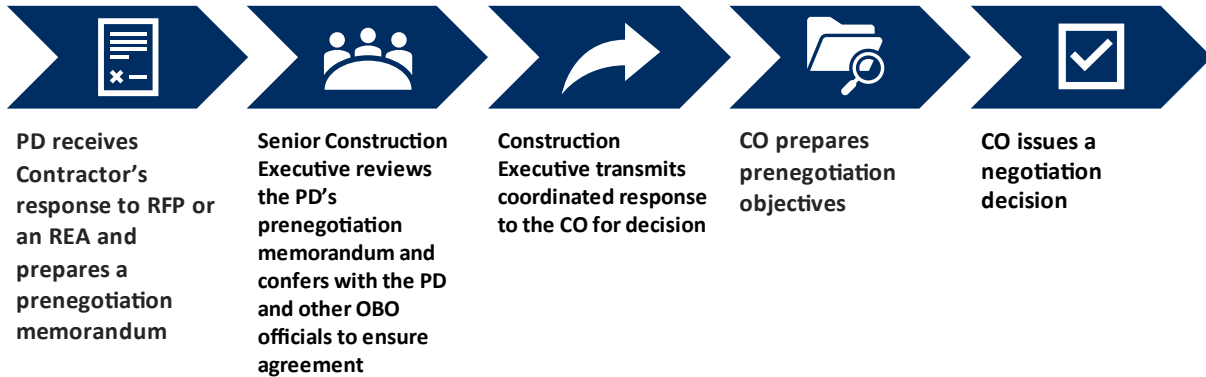 PD receives
Contractor's
response to RFP or
an REA and
prepares a
prenegotiation
memorandum
Senior Construction
Executive reviews
the PD's
prenegotiation
memorandum and
confers with the PD
and other OBO
officials to ensure
agreement
Construction
Executive transmits
coordinated response
to the CO for decision
CO prepares
prenegotiation
objectives
CO issues a
negotiation
decision